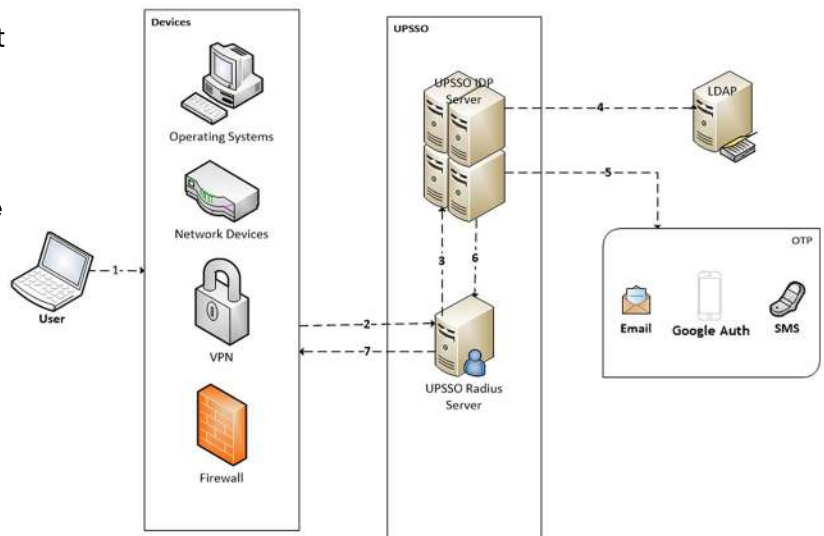 t
e
Devices
Operating Systems
Network Devices
VPN
Firewall
User
1
2
7
UPSSO
UPSSO IDP
Server
3
6
UPSSO Radius
Server
4
LDAP
5
OTP
Email
Google Auth
SMS